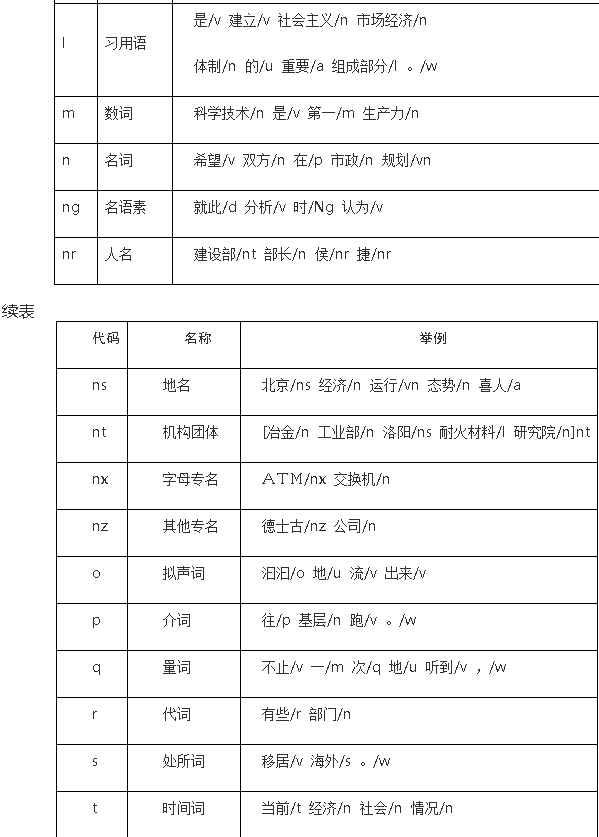 是/v 建立/v 社会主义/n 市场经济/n
l 习用语
体制/n 的/u 重要/a 组成部分/l 。/w
m 数词 科学技术/n 是/v 第一/m 生产力/n
n 名词 希望/v 双方/n 在/p 市政/n 规划/vn
ng 名语素 就此/d 分析/v 时/Ng 认为/v
nr 人名 建设部/nt 部长/n 侯/nr 捷/nr
续表
代码 名称 举例
ns 地名 北京/ns 经济/n 运行/vn 态势/n 喜人/a
nt 机构团体 [冶金/n 工业部/n 洛阳/ns 耐火材料/l 研究院/n]nt
nx 字母专名 ＡＴＭ/nx 交换机/n
nz 其他专名 德士古/nz 公司/n
o 拟声词 汩汩/o 地/u 流/v 出来/v
p 介词 往/p 基层/n 跑/v 。/w
q 量词 不止/v 一/m 次/q 地/u 听到/v ，/w
r 代词 有些/r 部门/n
s 处所词 移居/v 海外/s 。/w
t 时间词 当前/t 经济/n 社会/n 情况/n